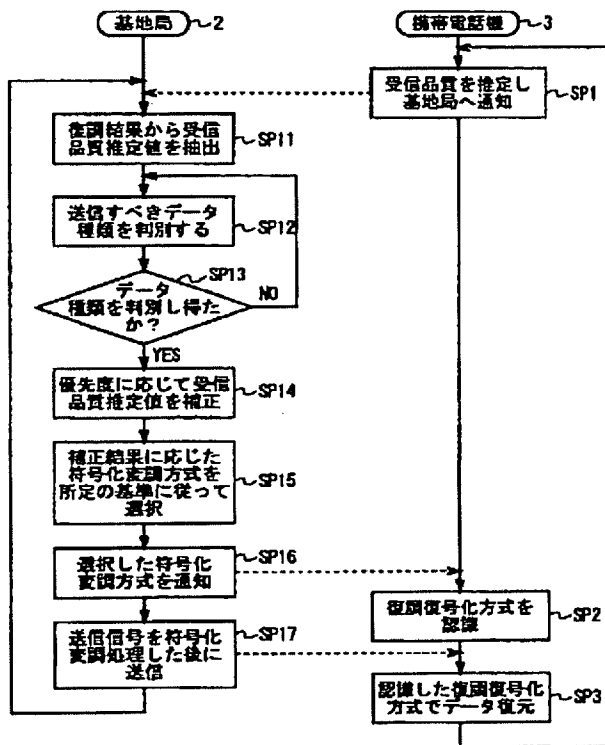 基地局
2
携帯電話機
3
受信品質を推定し
基地局へ通知
SP1
復調結果から受信
品質推定値を抽出
SP11
送信すべきデータ
種類を判別する
SP12
SP13
データ
種類を判別し得た
か?
NO
YES
優先度に応じて受信
品質推定値を補正
SP14
補正結果に応じた
符号化変調方式を
所定の基準に従って
選択
SP15
選択した符号化
変調方式を通知
SP16
復調復号化方式を
認識
SP2
送信信号を符号化
変調処理した後に
送信
SP17
認識した復調復号化
方式でデータ復元
SP3